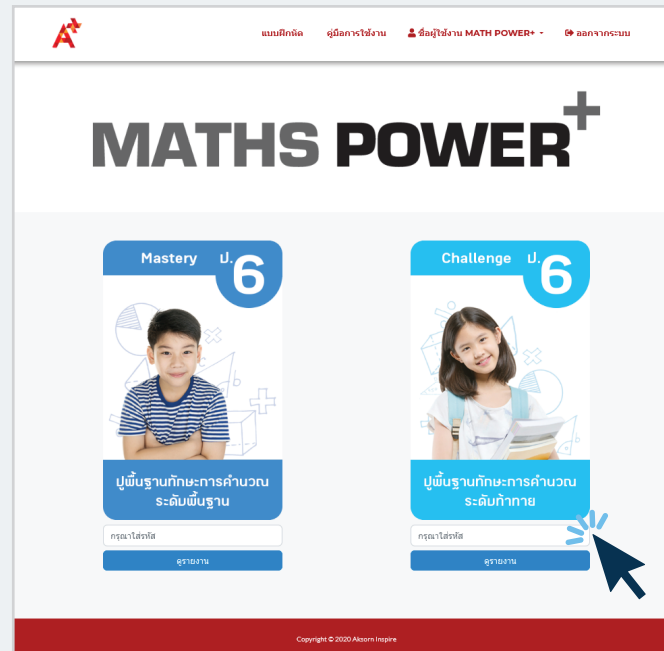 แบบฝึกหัด คู่มือการใช้งาน ชื่อผู้ใช้งาน MATH POWER+ ออกจากระบบ
MATHS POWER+
Mastery ป.6
ปูพื้นฐานทักษะการคำนวณ
ระดับพื้นฐาน
กรุณาใส่รหัส
ดูรายงาน
Challenge ป.6
ปูพื้นฐานทักษะการคำนวณ
ระดับท้าทาย
กรุณาใส่รหัส
ดูรายงาน
Copyright © 2020 Aksorn Inspire